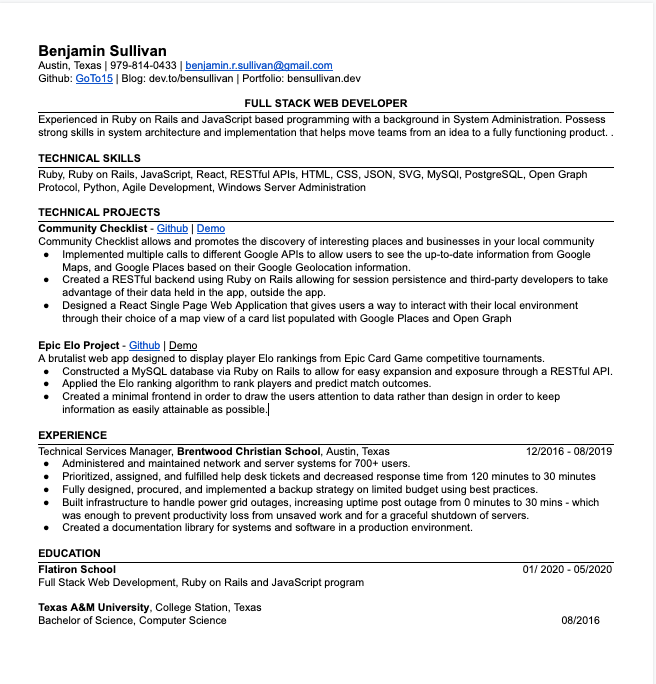 Benjamin Sullivan
Austin, Texas | 979-814-0433 | benjamin.r.sullivan@gmail.com
Github: GoTo15 | Blog: dev.to/bensullivan | Portfolio: bensullivan.dev
FULL STACK WEB DEVELOPER
Experienced in Ruby on Rails and JavaScript based programming with a background in System Administration. Possess
strong skills in system architecture and implementation that helps move teams from an idea to a fully functioning product. .
TECHNICAL SKILLS
Ruby, Ruby on Rails, JavaScript, React, RESTful APIs, HTML, CSS, JSON, SVG, MySQl, PostgreSQL, Open Graph
Protocol, Python, Agile Development, Windows Server Administration
TECHNICAL PROJECTS
Community Checklist - Github | Demo
Community Checklist allows and promotes the discovery of interesting places and businesses in your local community
● Implemented multiple calls to different Google APIs to allow users to see the up-to-date information from Google
Maps, and Google Places based on their Google Geolocation information.
● Created a RESTful backend using Ruby on Rails allowing for session persistence and third-party developers to take
advantage of their data held in the app, outside the app.
● Designed a React Single Page Web Application that gives users a way to interact with their local environment
through their choice of a map view of a card list populated with Google Places and Open Graph
Epic Elo Project - Github | Demo
A brutalist web app designed to display player Elo rankings from Epic Card Game competitive tournaments.
● Constructed a MySQL database via Ruby on Rails to allow for easy expansion and exposure through a RESTful API.
● Applied the Elo ranking algorithm to rank players and predict match outcomes.
● Created a minimal frontend in order to draw the users attention to data rather than design in order to keep
information as easily attainable as possible.
EXPERIENCE
Technical Services Manager, Brentwood Christian School, Austin, Texas 12/2016 - 08/2019
● Administered and maintained network and server systems for 700+ users.
● Prioritized, assigned, and fulfilled help desk tickets and decreased response time from 120 minutes to 30 minutes
● Fully designed, procured, and implemented a backup strategy on limited budget using best practices.
● Built infrastructure to handle power grid outages, increasing uptime post outage from 0 minutes to 30 mins - which
was enough to prevent productivity loss from unsaved work and for a graceful shutdown of servers.
● Created a documentation library for systems and software in a production environment.
EDUCATION
Flatiron School 01/ 2020 - 05/2020
Full Stack Web Development, Ruby on Rails and JavaScript program
Texas A&M University, College Station, Texas
Bachelor of Science, Computer Science 08/2016